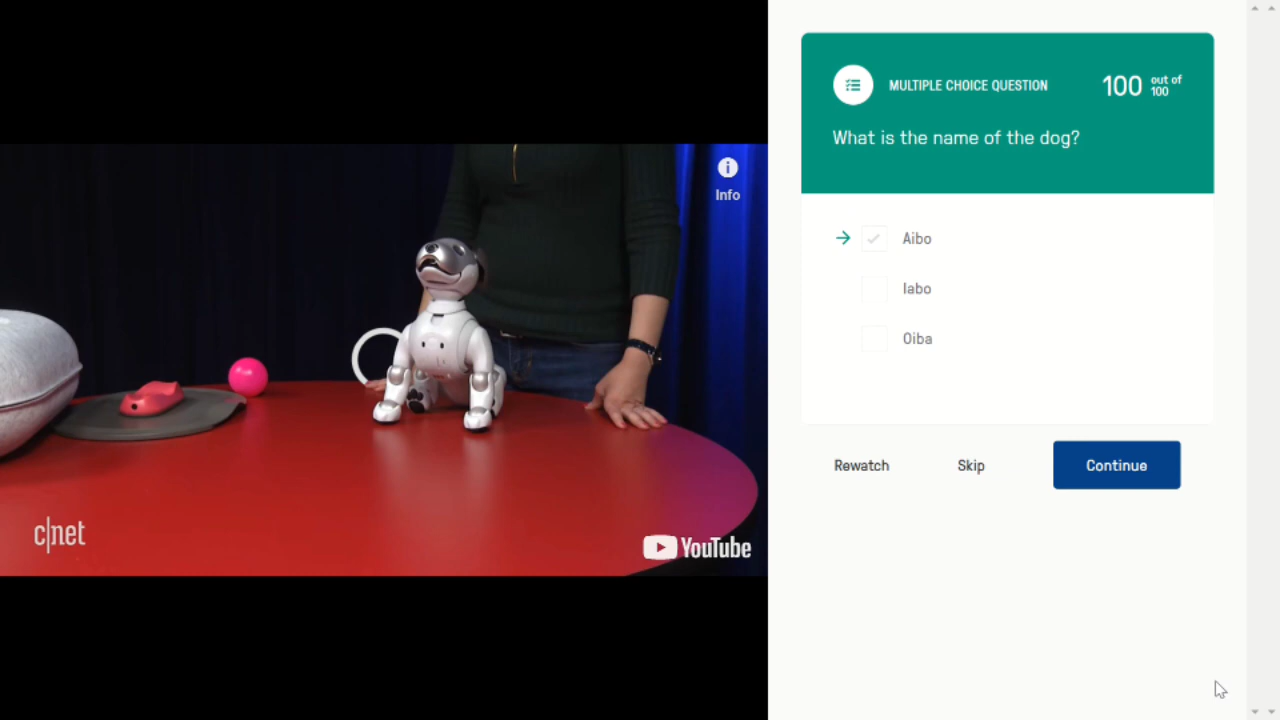 Info
c|net
YouTube
MULTIPLE CHOICE QUESTION
100 out of 100
What is the name of the dog?
Aibo
Iabo
Oiba
Rewatch
Skip
Continue